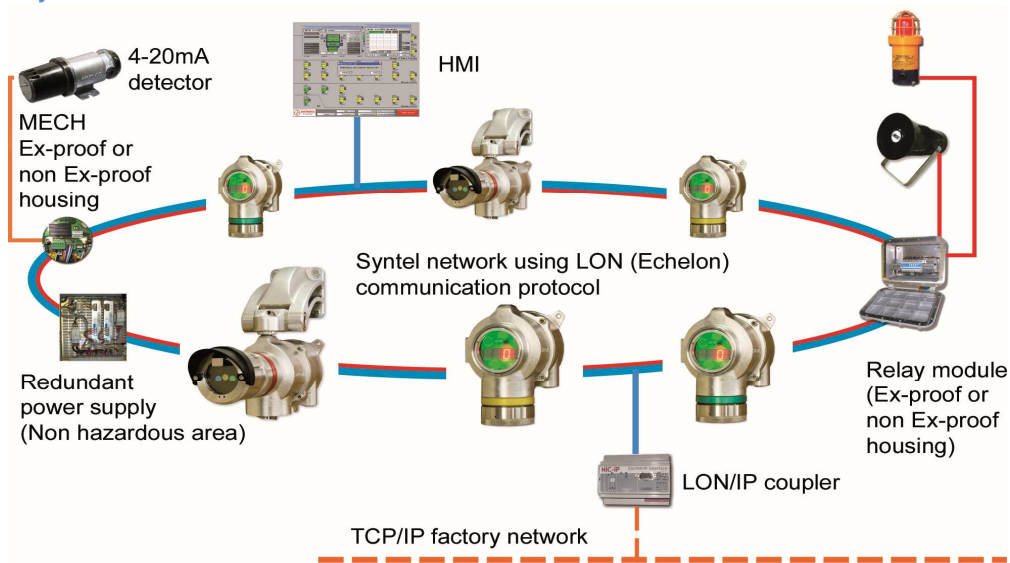 4-20mA
detector
HMI
MECH
Ex-proof or
non Ex-proof
housing
Syntel network using LON (Echelon)
communication protocol
Redundant
power supply
(Non hazardous area)
Relay module
(Ex-proof or
non Ex-proof
housing)
NIC-IP
LON/IP coupler
TCP/IP factory network